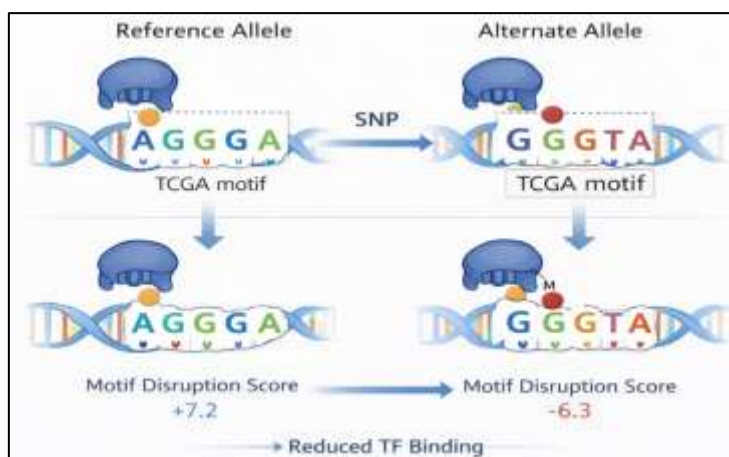 Reference Allele
Alternate Allele
SNP
AGGGA
GGGTA
TCGA motif
TCGA motif
M
AGGGA
GGGTA
Motif Disruption Score
+7.2
Motif Disruption Score
-6.3
Reduced TF Binding